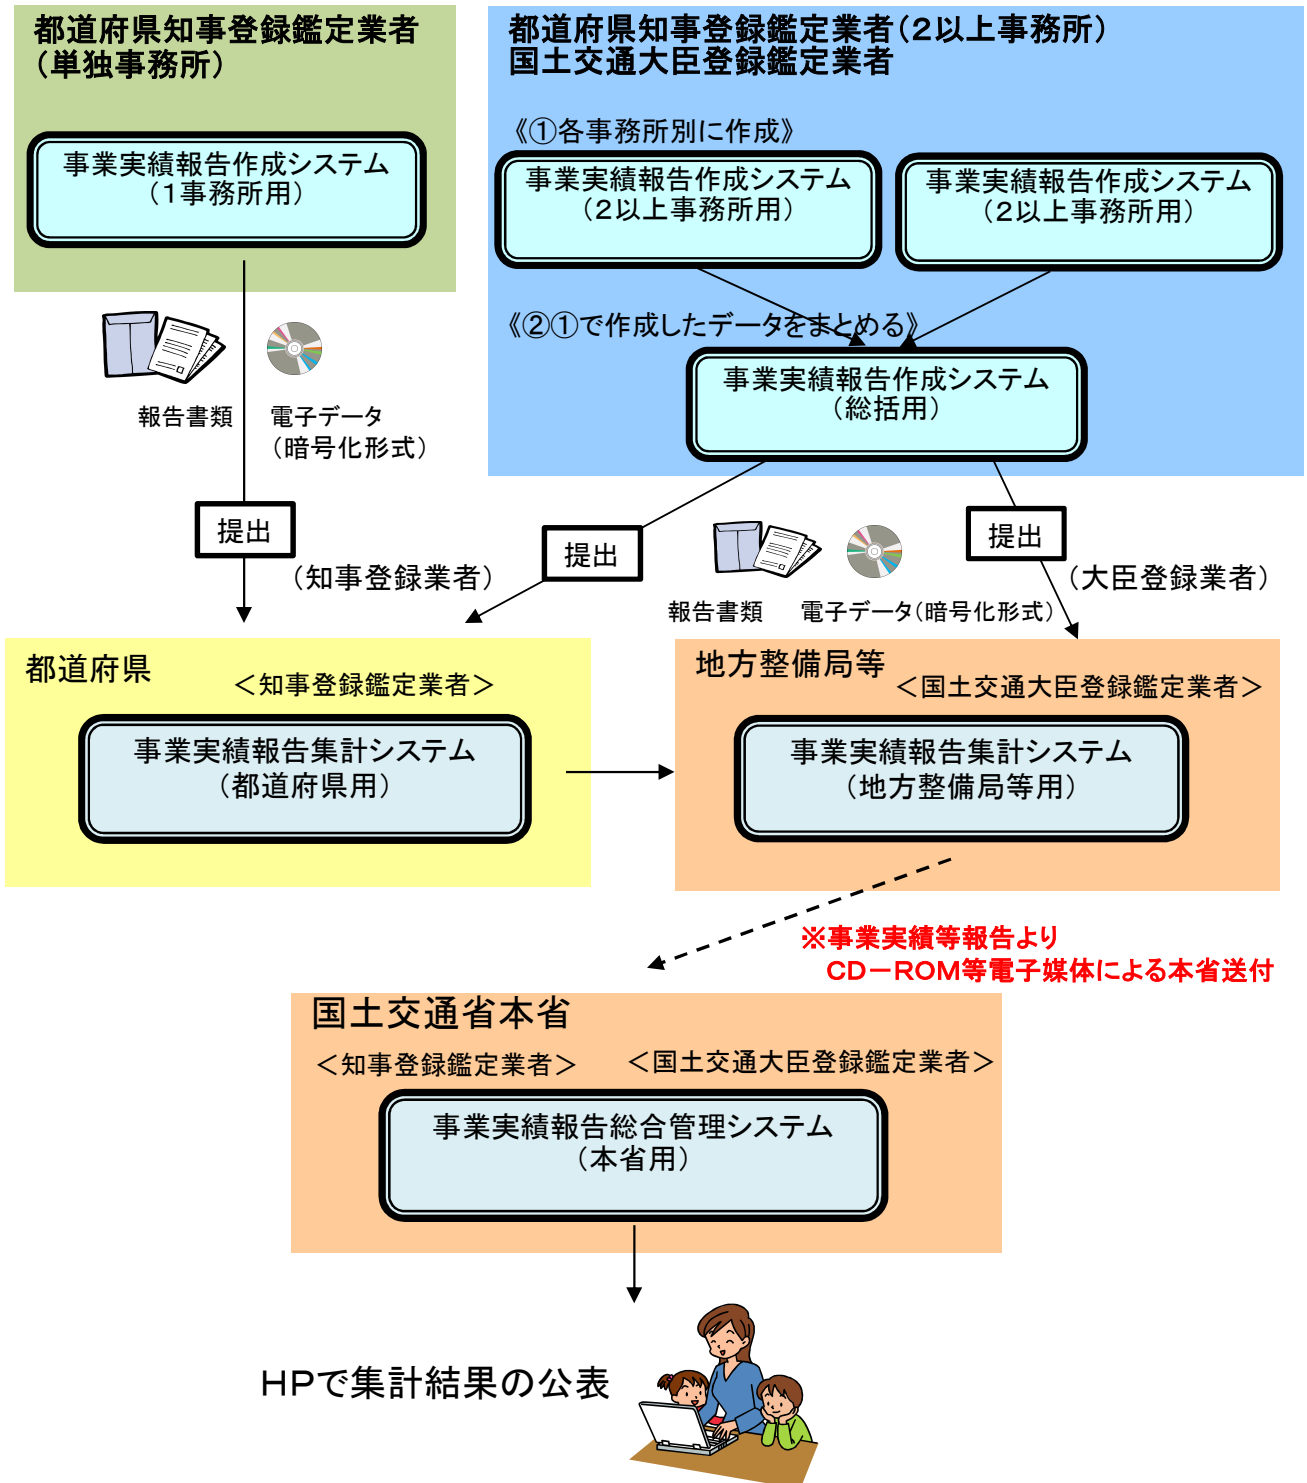 都道府県知事登録鑑定業者
（単独事務所）
事業実績報告作成システム
（１事務所用）
都道府県知事登録鑑定業者（２以上事務所）
国土交通大臣登録鑑定業者
《①各事務所別に作成》
事業実績報告作成システム
（２以上事務所用）
事業実績報告作成システム
（２以上事務所用）
《②①で作成したデータをまとめる》
事業実績報告作成システム
（総括用）
報告書類
電子データ
（暗号化形式）
提出
（知事登録業者）
提出
提出
（大臣登録業者）
報告書類
電子データ（暗号化形式）
都道府県
＜知事登録鑑定業者＞
事業実績報告集計システム
（都道府県用）
地方整備局等
＜国土交通大臣登録鑑定業者＞
事業実績報告集計システム
（地方整備局等用）
※事業実績等報告より
ＣＤ－ＲＯＭ等電子媒体による本省送付
国土交通省本省
＜知事登録鑑定業者＞
＜国土交通大臣登録鑑定業者＞
事業実績報告総合管理システム
（本省用）
ＨＰで集計結果の公表